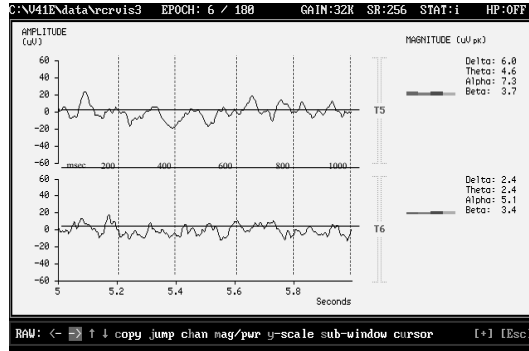 C:\V41E\data\rcrvis3 EPOCH: 6 / 180 GAIN:32K SR:256 STAT:i HP:OFF
AMPLITUDE
(uV)
MAGNITUDE (uV pk)
60
40
20
0
-20
-40
-60
msec 200 400 600 800 1000
T5
Delta: 6.0
Theta: 4.6
Alpha: 7.3
Beta: 3.7
60
40
20
0
-20
-40
-60
T6
Delta: 2.4
Theta: 2.4
Alpha: 5.1
Beta: 3.4
5 5.2 5.4 5.6 5.8
Seconds
RAW: <- -> ↑ ↓ copy jump chan mag/pwr y-scale sub-window cursor [+] [Esc